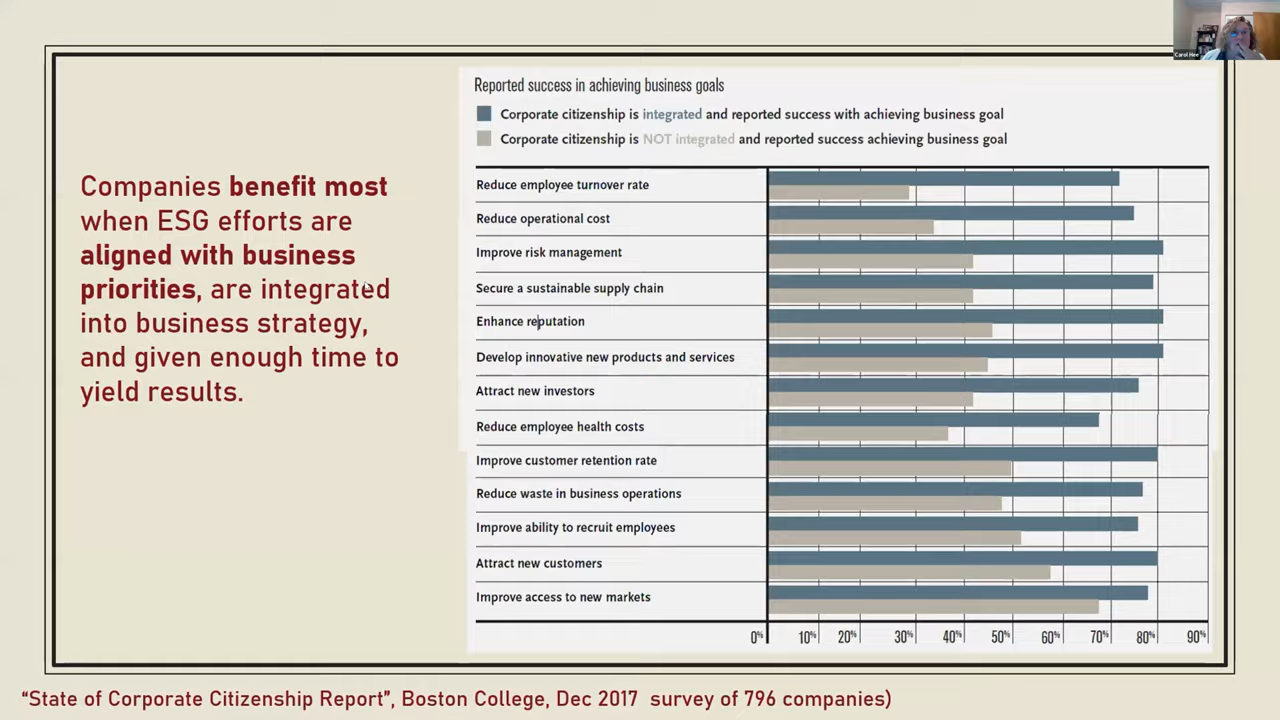 Carol Hee
Reported success in achieving business goals
Corporate citizenship is integrated and reported success with achieving business goal
Corporate citizenship is NOT integrated and reported success achieving business goal
Companies benefit most
when ESG efforts are
aligned with business
priorities, are integrated
into business strategy,
and given enough time to
yield results.
Reduce employee turnover rate
Reduce operational cost
Improve risk management
Secure a sustainable supply chain
Enhance reputation
Develop innovative new products and services
Attract new investors
Reduce employee health costs
Improve customer retention rate
Reduce waste in business operations
Improve ability to recruit employees
Attract new customers
Improve access to new markets
0% 10% 20% 30% 40% 50% 60% 70% 80% 90%
“State of Corporate Citizenship Report”, Boston College, Dec 2017 survey of 796 companies)